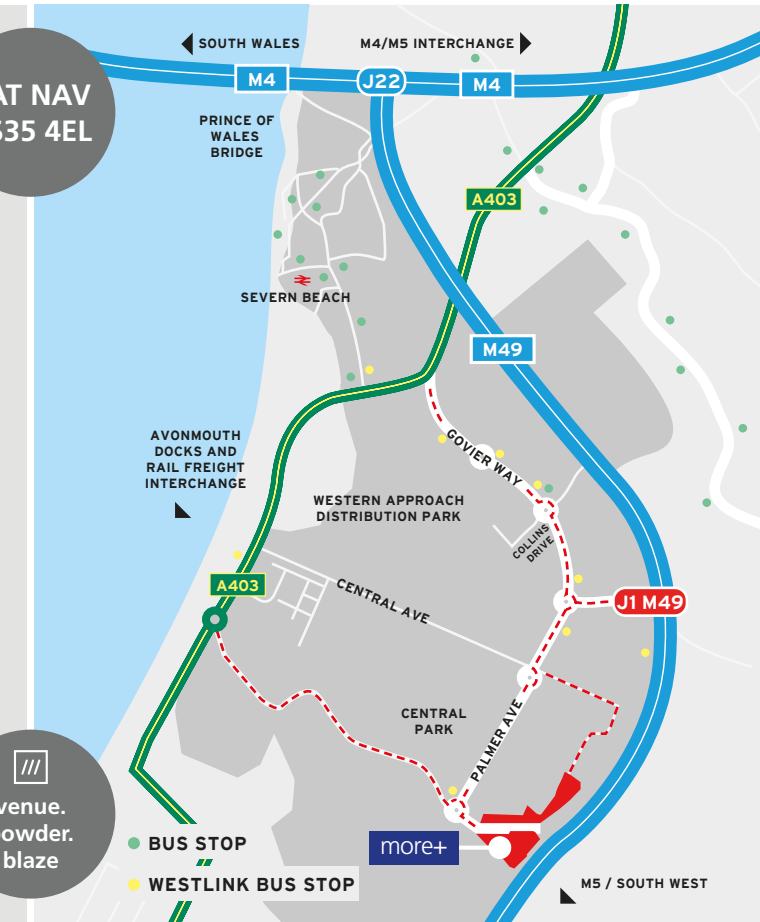 SOUTH WALES
M4/M5 INTERCHANGE
M4
J22
M4
AT NAV
S35 4EL
PRINCE OF
WALES
BRIDGE
A403
SEVERN BEACH
M49
AVONMOUTH
DOCKS AND
RAIL FREIGHT
INTERCHANGE
GOVIER WAY
WESTERN APPROACH
DISTRIBUTION PARK
COLLINS
DRIVE
A403
CENTRAL AVE
J1 M49
CENTRAL
PARK
PALMER AVE
///
venue.
powder.
blaze
more+
BUS STOP
WESTLINK BUS STOP
M5 / SOUTH WEST